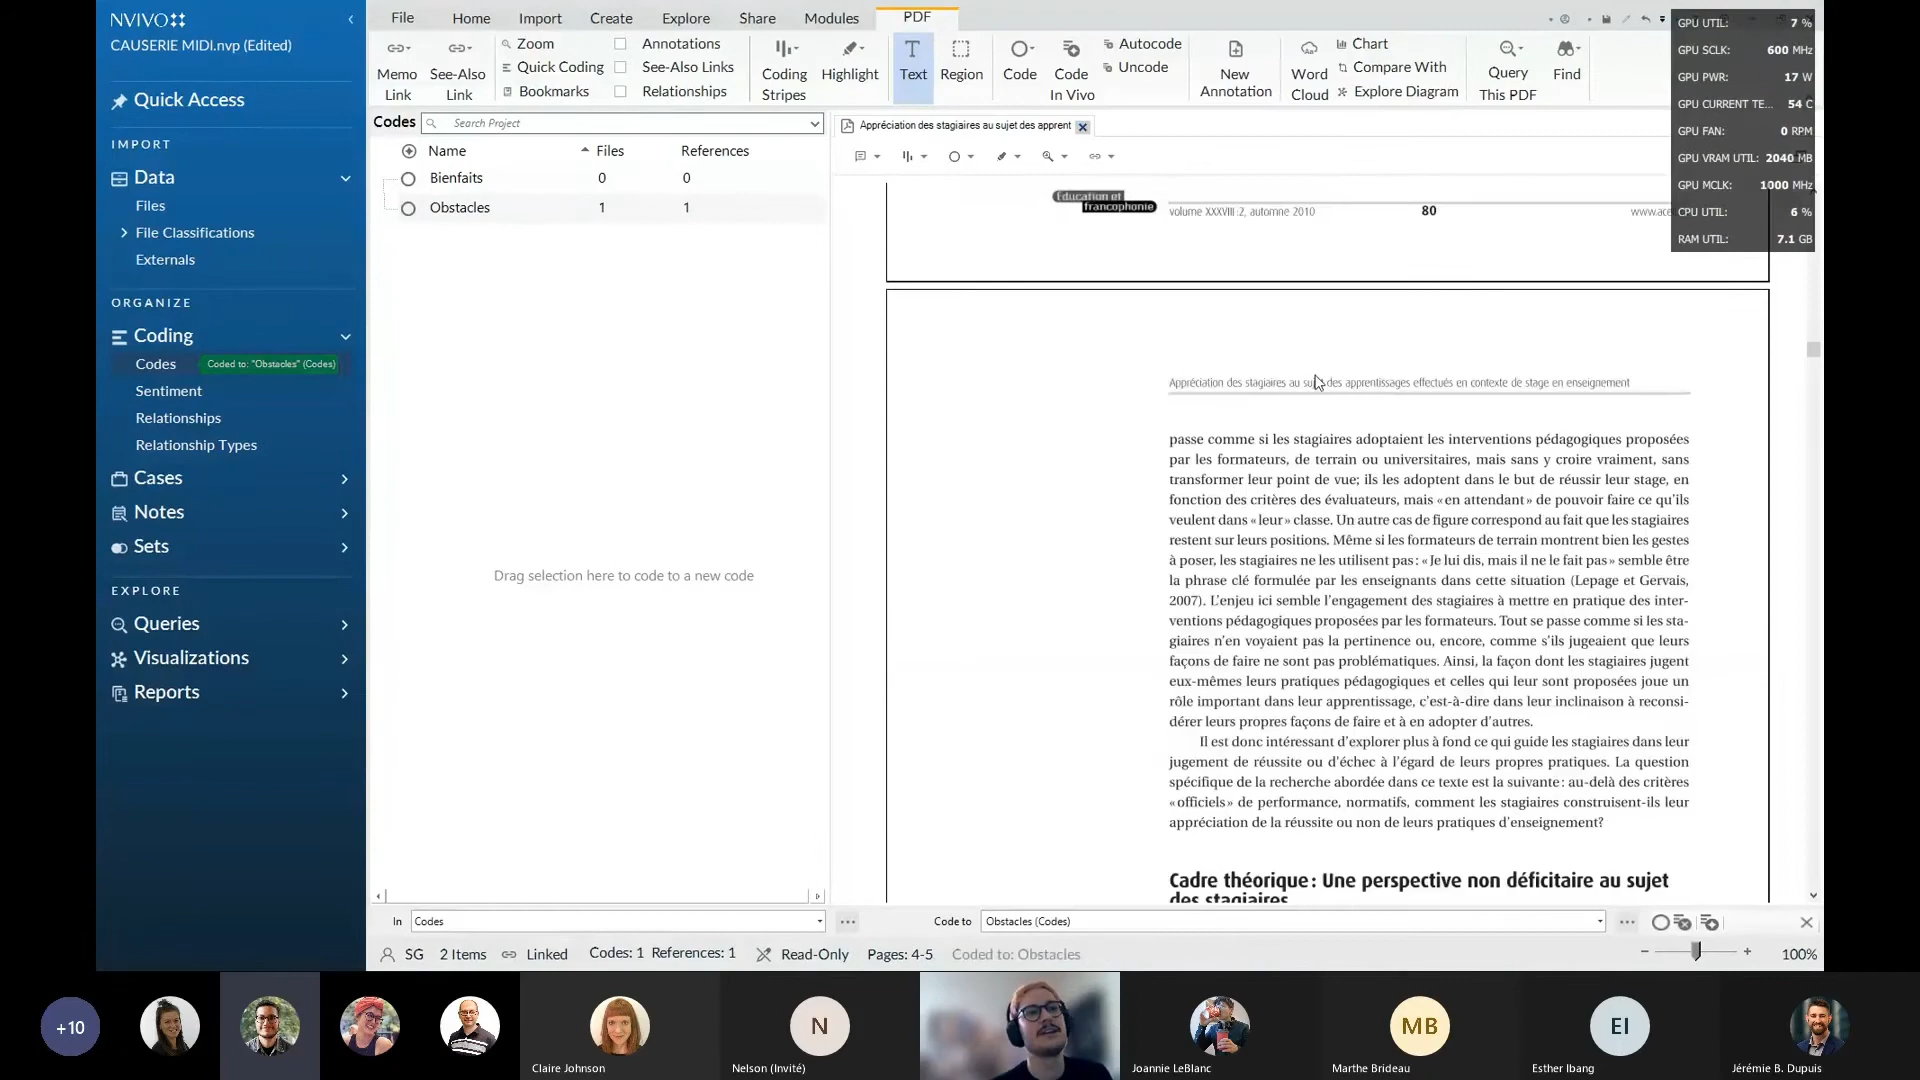 NVIVO
CAUSERIE MIDI.nvp (Edited)
Quick Access
IMPORT
Data
Files
File Classifications
Externals
ORGANIZE
Coding
Codes
Coded to: "Obstacles" (Codes)
Sentiment
Relationships
Relationship Types
Cases
Notes
Sets
EXPLORE
Queries
Visualizations
Reports
File Home Import Create Explore Share Modules PDF
Memo Link
See-Also Link
Zoom
Quick Coding
Bookmarks
Annotations
See-Also Links
Relationships
Coding Stripes
Highlight
Text
Region
Code
Code In Vivo
Autocode
Uncode
New Annotation
Word Cloud
Chart
Compare With
Explore Diagram
Query This PDF
Find
GPU UTIL: 7 %
GPU SCLK: 600 MHz
GPU PWR: 17 W
GPU CURRENT TE... 54 C
GPU FAN: 0 RPM
GPU VRAM UTIL: 2040 MB
GPU MCLK: 1000 MHz
CPU UTIL: 6 %
RAM UTIL: 7.1 GB
Codes Search Project
Name Files References
Bienfaits 0 0
Obstacles 1 1
Drag selection here to code to a new code
Appréciation des stagiaires au sujet des apprent
Éducation et
francophonie
volume XXXVIII:2, automne 2010 80 www.ace
Appréciation des stagiaires au sujet des apprentissages effectués en contexte de stage en enseignement
passe comme si les stagiaires adoptaient les interventions pédagogiques proposées
par les formateurs, de terrain ou universitaires, mais sans y croire vraiment, sans
transformer leur point de vue; ils les adoptent dans le but de réussir leur stage, en
fonction des critères des évaluateurs, mais «en attendant» de pouvoir faire ce qu'ils
veulent dans «leur» classe. Un autre cas de figure correspond au fait que les stagiaires
restent sur leurs positions. Même si les formateurs de terrain montrent bien les gestes
à poser, les stagiaires ne les utilisent pas: «Je lui dis, mais il ne le fait pas» semble être
la phrase clé formulée par les enseignants dans cette situation (Lepage et Gervais,
2007). L'enjeu ici semble l'engagement des stagiaires à mettre en pratique des inter-
ventions pédagogiques proposées par les formateurs. Tout se passe comme si les sta-
giaires n'en voyaient pas la pertinence ou, encore, comme s'ils jugeaient que leurs
façons de faire ne sont pas problématiques. Ainsi, la façon dont les stagiaires jugent
eux-mêmes leurs pratiques pédagogiques et celles qui leur sont proposées joue un
rôle important dans leur apprentissage, c'est-à-dire dans leur inclinaison à reconsi-
dérer leurs propres façons de faire et à en adopter d'autres.
Il est donc intéressant d'explorer plus à fond ce qui guide les stagiaires dans leur
jugement de réussite ou d'échec à l'égard de leurs propres pratiques. La question
spécifique de la recherche abordée dans ce texte est la suivante: au-delà des critères
«officiels» de performance, normatifs, comment les stagiaires construisent-ils leur
appréciation de la réussite ou non de leurs pratiques d'enseignement?
Cadre théorique: Une perspective non déficitaire au sujet
des stagiaires
In Codes
Code to Obstacles (Codes)
SG 2 Items Linked Codes: 1 References: 1 Read-Only Pages: 4-5 Coded to: Obstacles 100%
+10
Claire Johnson
N
Nelson (Invité)
Joannie LeBlanc
MB
Marthe Brideau
EI
Esther Ibang
Jérémie B. Dupuis